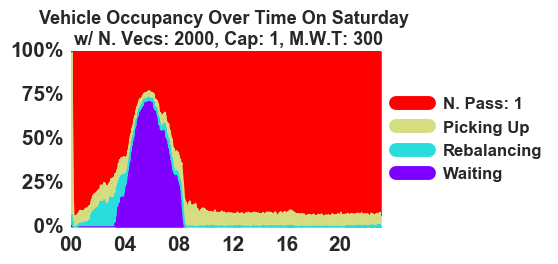 Vehicle Occupancy Over Time On Saturday
w/ N. Vecs: 2000, Cap: 1, M.W.T: 300
100%
75%
50%
25%
0%
00 04 08 12 16 20
N. Pass: 1
Picking Up
Rebalancing
Waiting